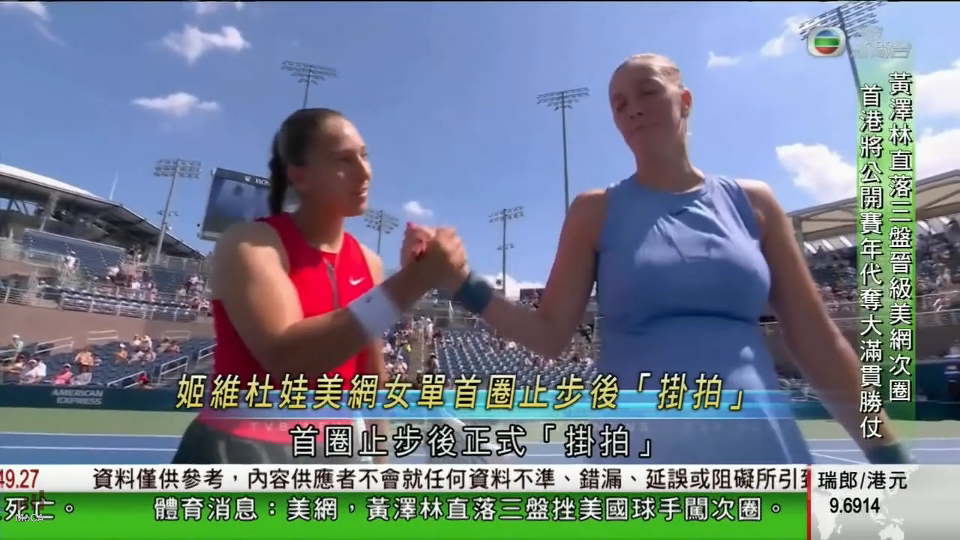 BOSS
黃澤林直落三盤晉級美網次圈
首港將公開賽年代奪大滿貫勝仗
AMERICAN
EXPRESS
姬維杜娃美網女單首圈止步後「掛拍」
首圈止步後正式「掛拍」
49.27
資料僅供參考，內容供應者不會就任何資料不準、錯漏、延誤或阻礙所引致
瑞郎/港元
9.6914
死亡。
體育消息：美網，黃澤林直落三盤挫美國球手闖次圈。